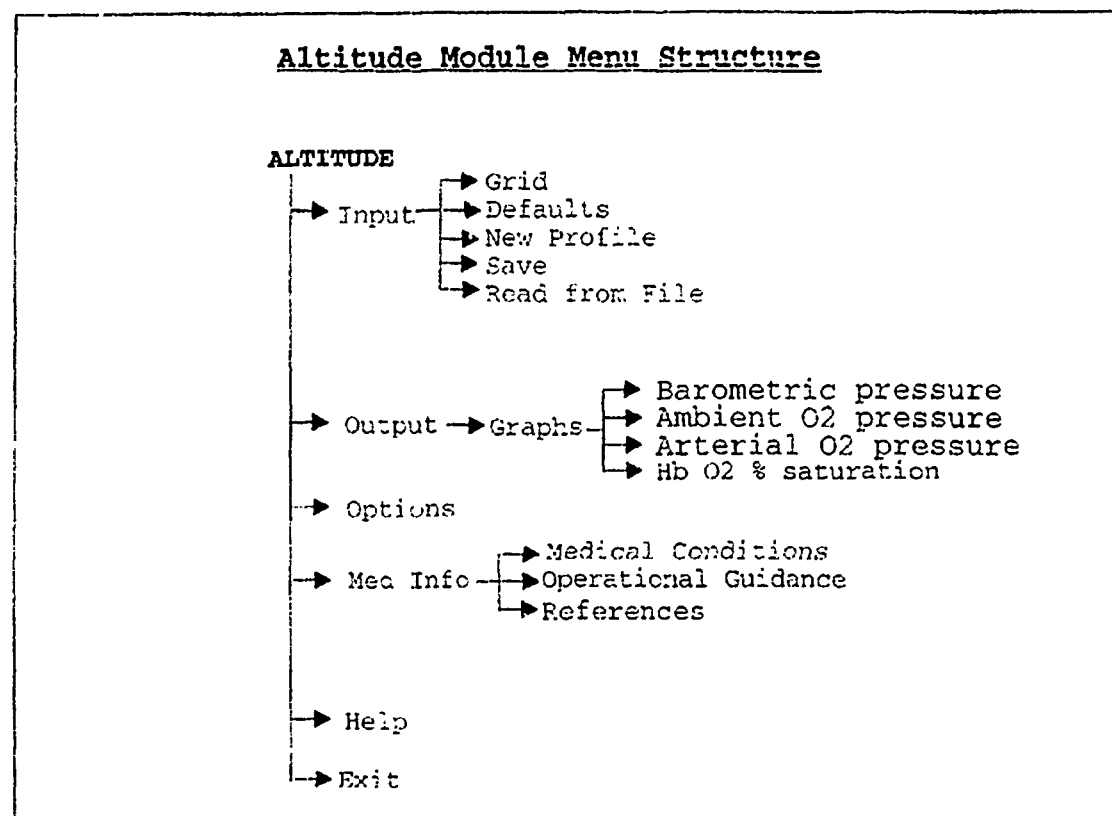 Altitude Module Menu Structure
ALTITUDE
Input
Grid
Defaults
New Profile
Save
Read from File
Output
Graphs
Barometric pressure
Ambient O2 pressure
Arterial O2 pressure
Hb O2 % saturation
Options
Med Info
Medical Conditions
Operational Guidance
References
Help
Exit